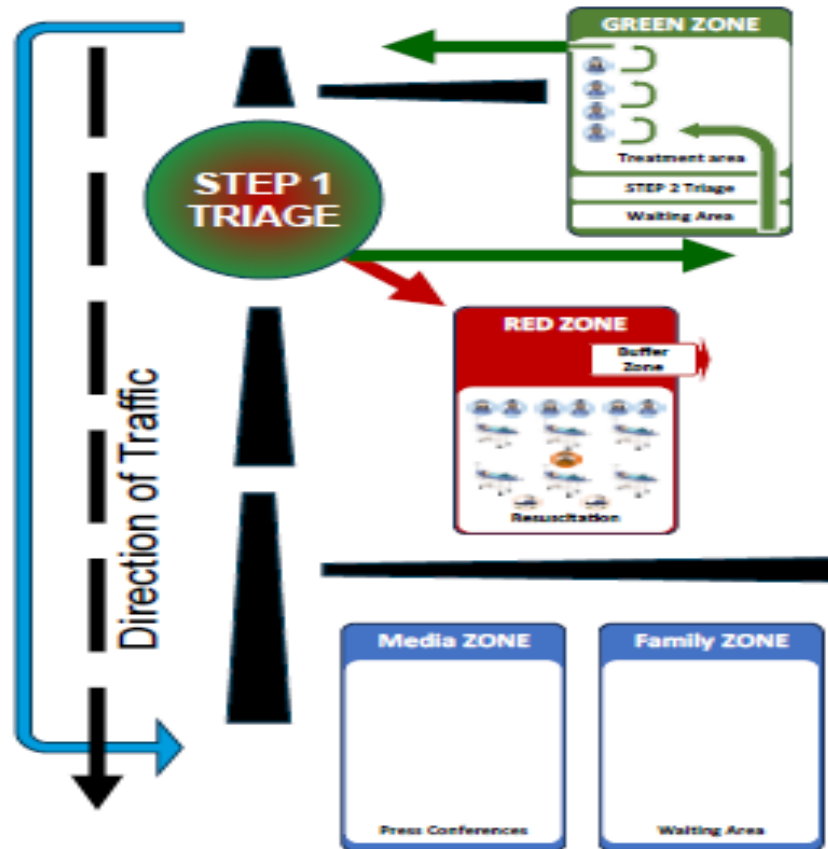 GREEN ZONE
Treatment area
STEP 2 Triage
Waiting Area
STEP 1
TRIAGE
RED ZONE
Buffer
Zone
Resuscitation
Direction of Traffic
Media ZONE
Press Conferences
Family ZONE
Waiting Area